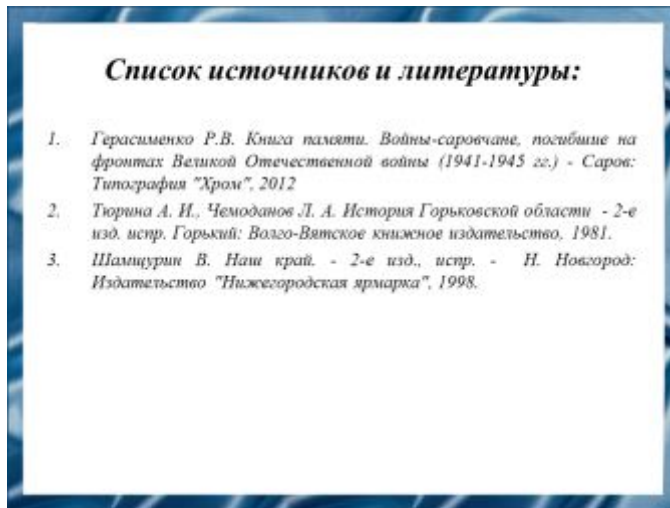 Список источников и литературы:
1. Герасименко Р.В. Книга памяти. Войны-саровчане, погибшие на
фронтах Великой Отечественной войны (1941-1945 гг.) - Саров:
Типография "Хром", 2012
2. Тюрина А. И., Чемоданов Л. А. История Горьковской области - 2-е
изд. испр. Горький: Волго-Вятское книжное издательство, 1981.
3. Шамшурин В. Наш край. - 2-е изд., испр. - Н. Новгород:
Издательство "Нижегородская ярмарка", 1998.